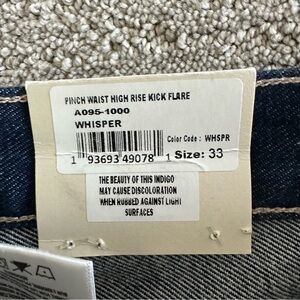 PINCH WAIST HIGH RISE KICK FLARE
A095-1000
WHISPER
Color Code : WHSPR
1 93693 49078 1 Size: 33
THE BEAUTY OF THIS INDIGO
MAY CAUSE DISCOLORATION
WHEN RUBBED AGAINST LIGHT
SURFACES